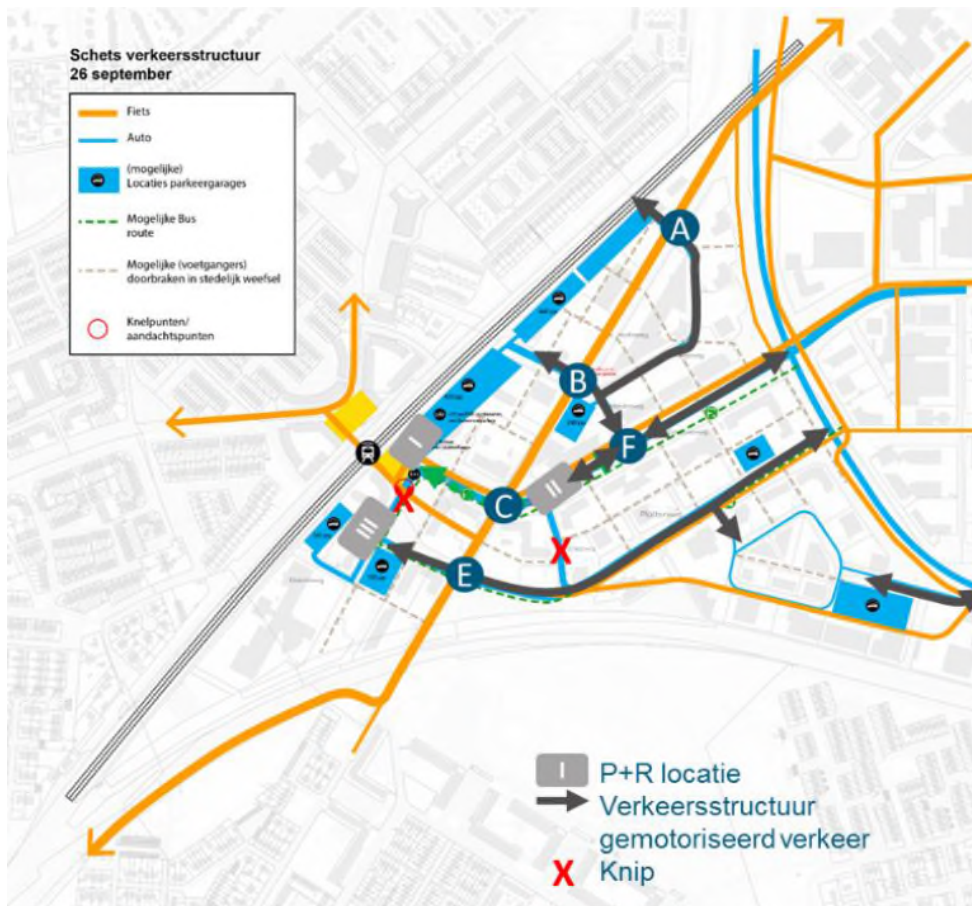 Schets verkeersstructuur
26 september
Fiets
Auto
(mogelijke)
Locaties parkeergarages
Mogelijke Bus
route
Mogelijke (voetgangers)
doorbraken in stedelijk weefsel
Knelpunten/
aandachtspunten
A
B
F
I
II
C
X
III
X
E
I
P+R locatie
Verkeersstructuur
gemotoriseerd verkeer
X
Knip